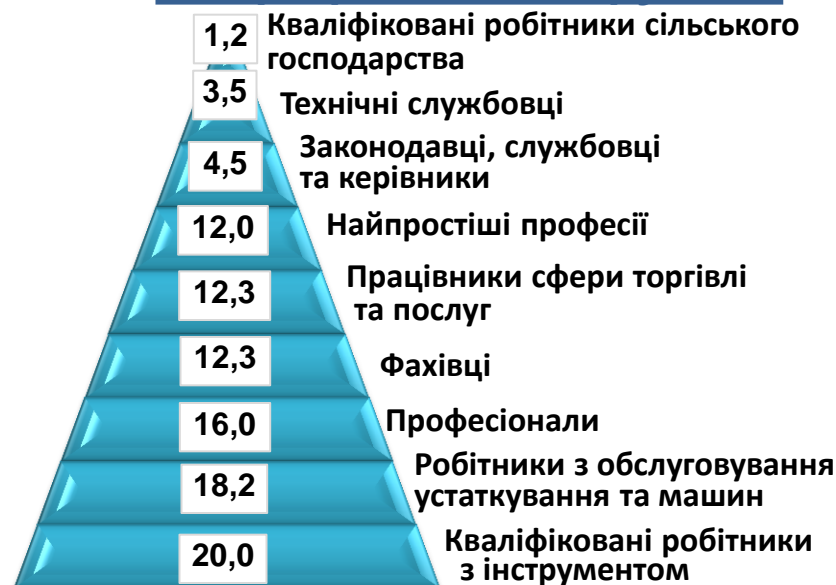 1,2
Кваліфіковані робітники сільського
господарства
3,5
Технічні службовці
4,5
Законодавці, службовці
та керівники
12,0
Найпростіші професії
12,3
Працівники сфери торгівлі
та послуг
12,3
Фахівці
16,0
Професіонали
18,2
Робітники з обслуговування
устаткування та машин
20,0
Кваліфіковані робітники
з інструментом